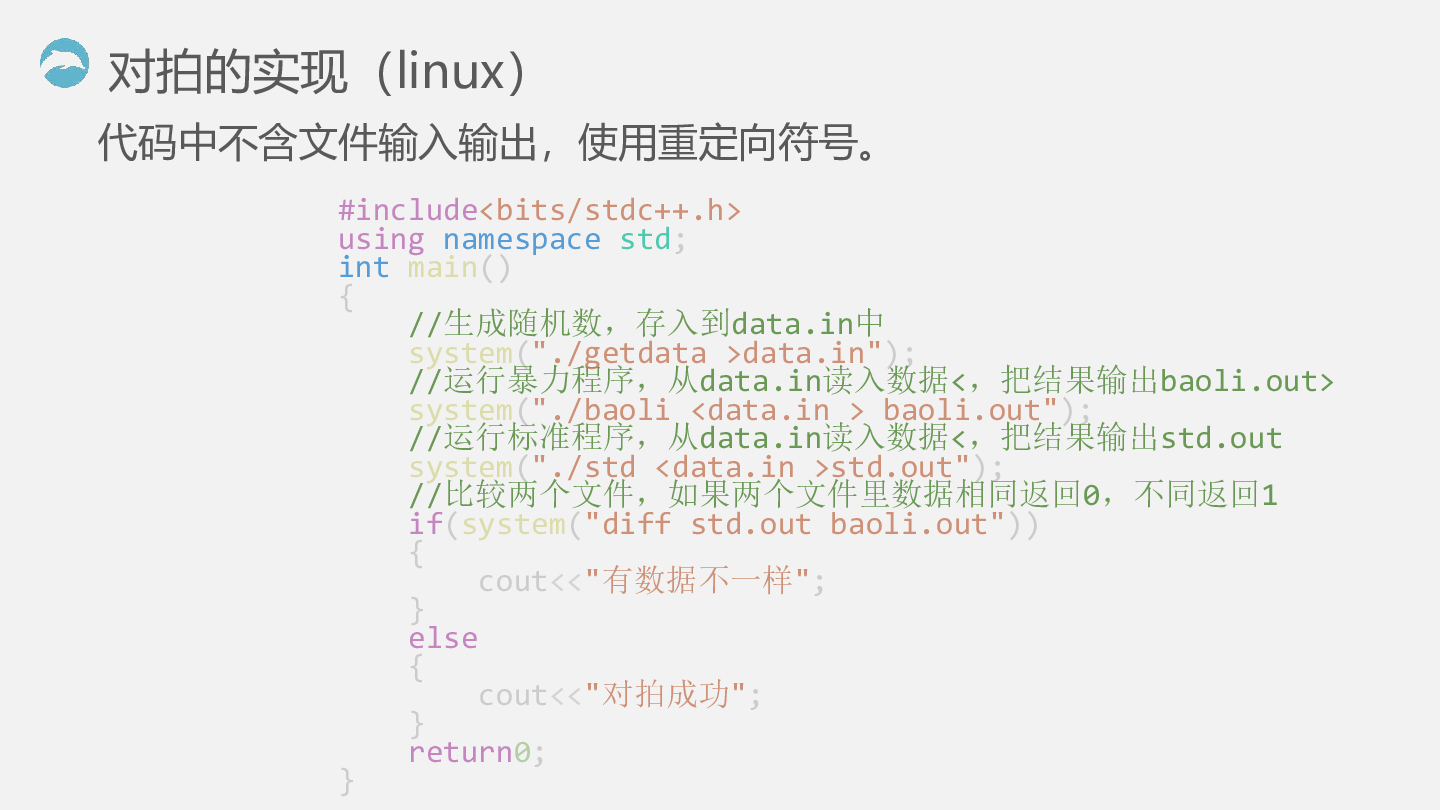 对拍的实现（linux）
代码中不含文件输入输出，使用重定向符号。
#include<bits/stdc++.h>
using namespace std;
int main()
{
    //生成随机数，存入到data.in中
    system("./getdata >data.in");
    //运行暴力程序，从data.in读入数据<，把结果输出baoli.out>
    system("./baoli <data.in > baoli.out");
    //运行标准程序，从data.in读入数据<，把结果输出std.out
    system("./std <data.in >std.out");
    //比较两个文件，如果两个文件里数据相同返回0，不同返回1
    if(system("diff std.out baoli.out"))
    {
        cout<<"有数据不一样";
    }
    else
    {
        cout<<"对拍成功";
    }
    return0;
}